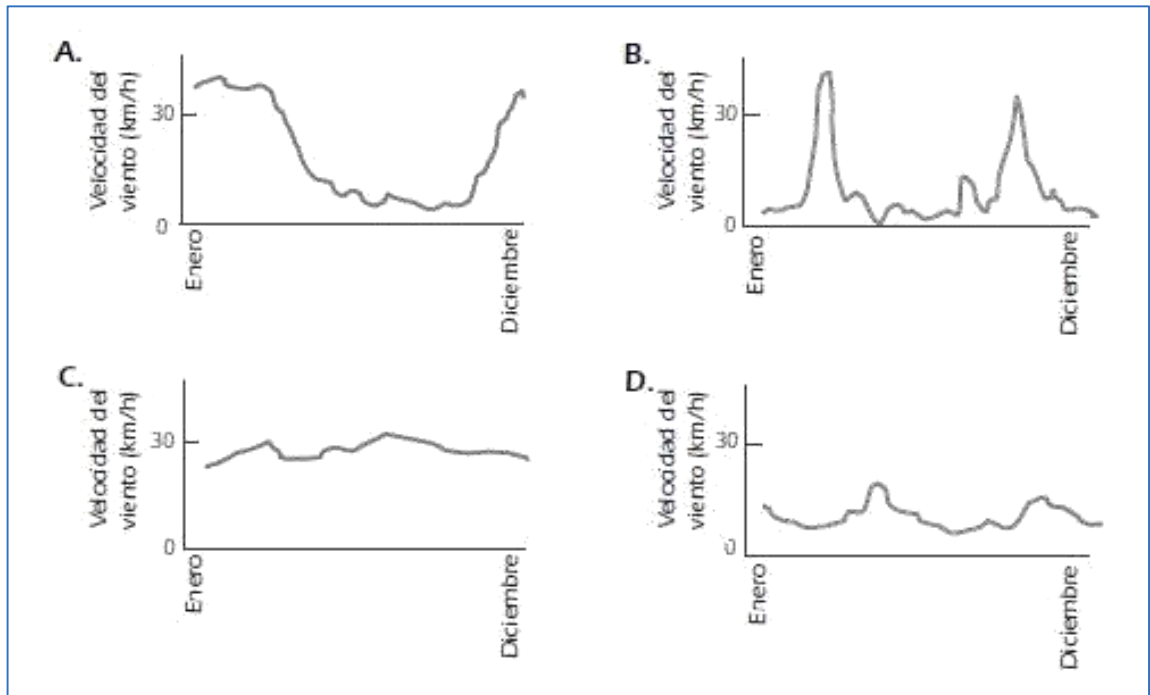 A.
Velocidad del
viento (km/h)
30
0
Enero
Diciembre
B.
Velocidad del
viento (km/h)
30
0
Enero
Diciembre
C.
Velocidad del
viento (km/h)
30
0
Enero
Diciembre
D.
Velocidad del
viento (km/h)
30
0
Enero
Diciembre